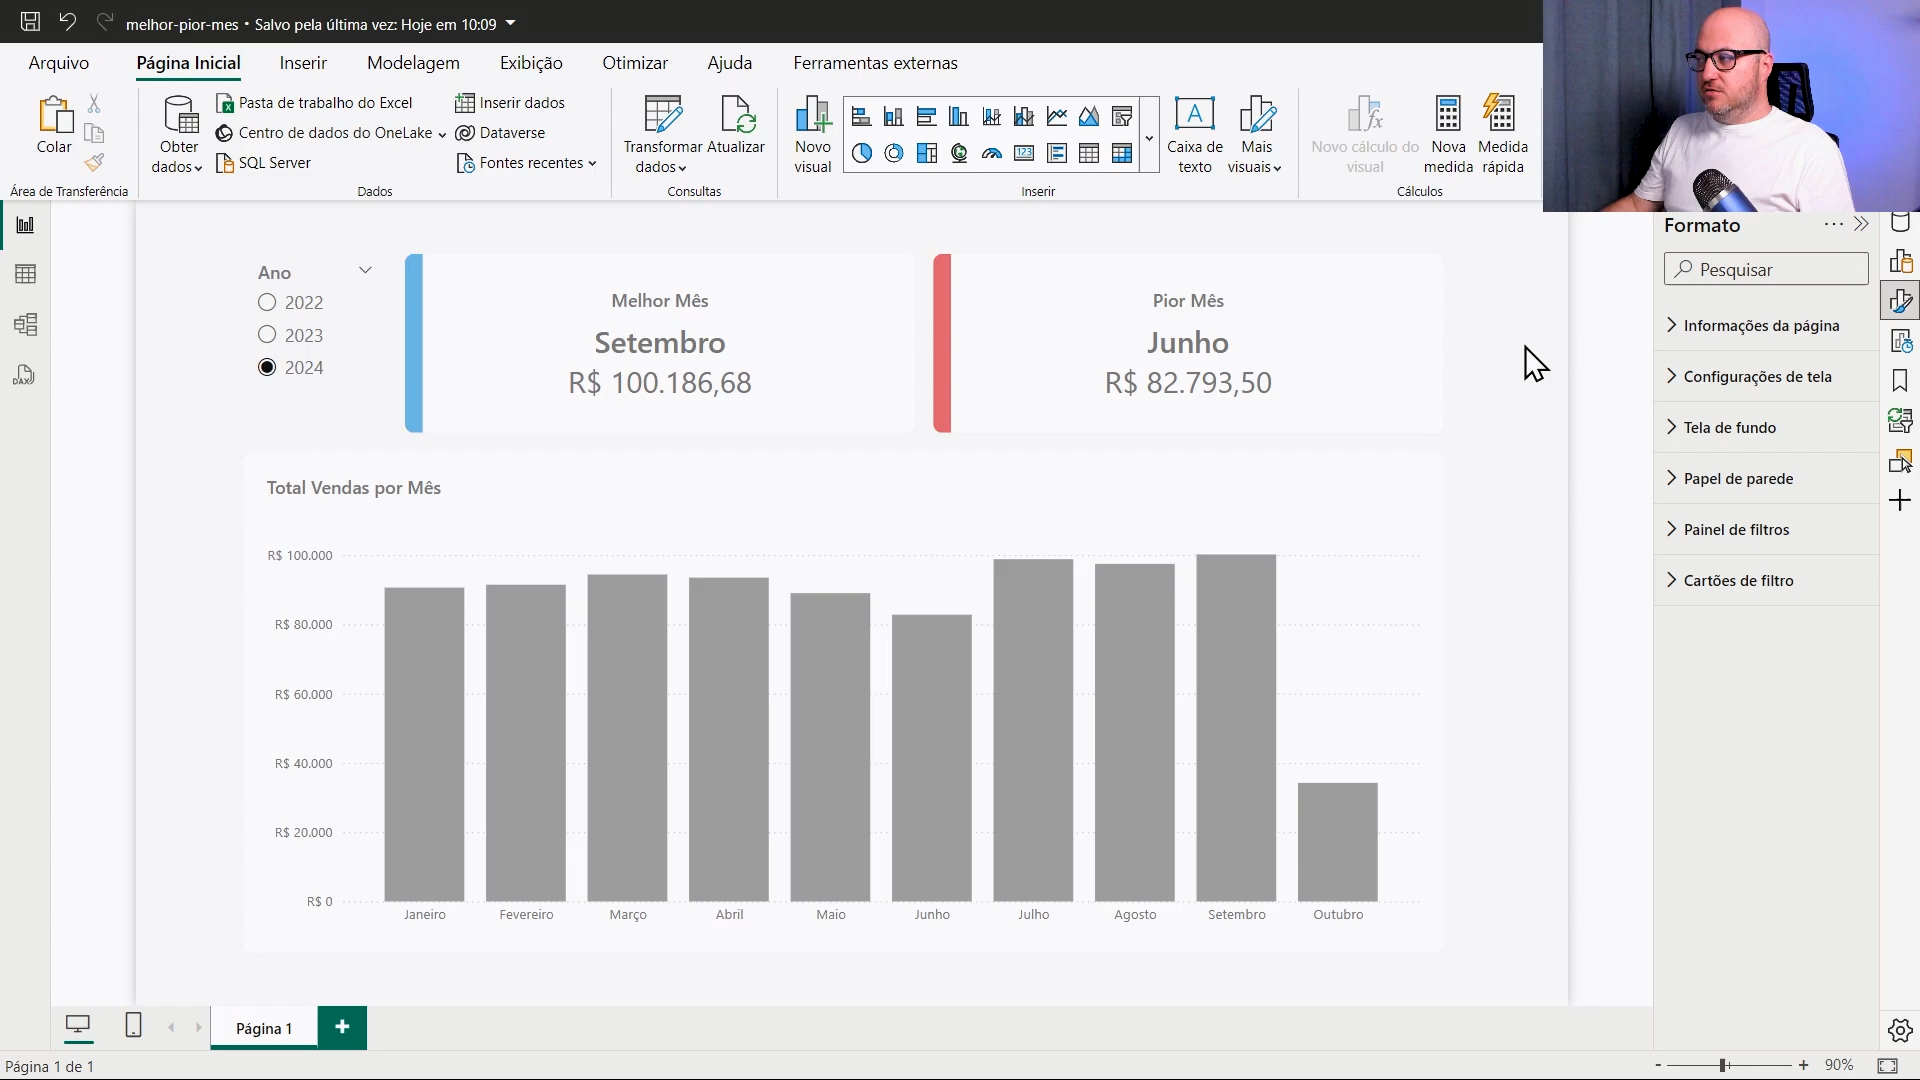 melhor-pior-mes • Salvo pela última vez: Hoje em 10:09
Arquivo
Página Inicial
Inserir
Modelagem
Exibição
Otimizar
Ajuda
Ferramentas externas
Colar
Área de Transferência
Obter
dados
Pasta de trabalho do Excel
Centro de dados do OneLake
SQL Server
Inserir dados
Dataverse
Fontes recentes
Dados
Transformar
dados
Atualizar
Consultas
Novo
visual
123
A
Caixa de
texto
Mais
visuais
Inserir
fx
Novo cálculo do
visual
Nova
medida
Medida
rápida
Cálculos
DAX
Ano
2022
2023
2024
Melhor Mês
Setembro
R$ 100.186,68
Pior Mês
Junho
R$ 82.793,50
Total Vendas por Mês
R$ 100.000
R$ 80.000
R$ 60.000
R$ 40.000
R$ 20.000
R$ 0
Janeiro
Fevereiro
Março
Abril
Maio
Junho
Julho
Agosto
Setembro
Outubro
Formato
Pesquisar
Informações da página
Configurações de tela
Tela de fundo
Papel de parede
Painel de filtros
Cartões de filtro
Página 1
Página 1 de 1
90%